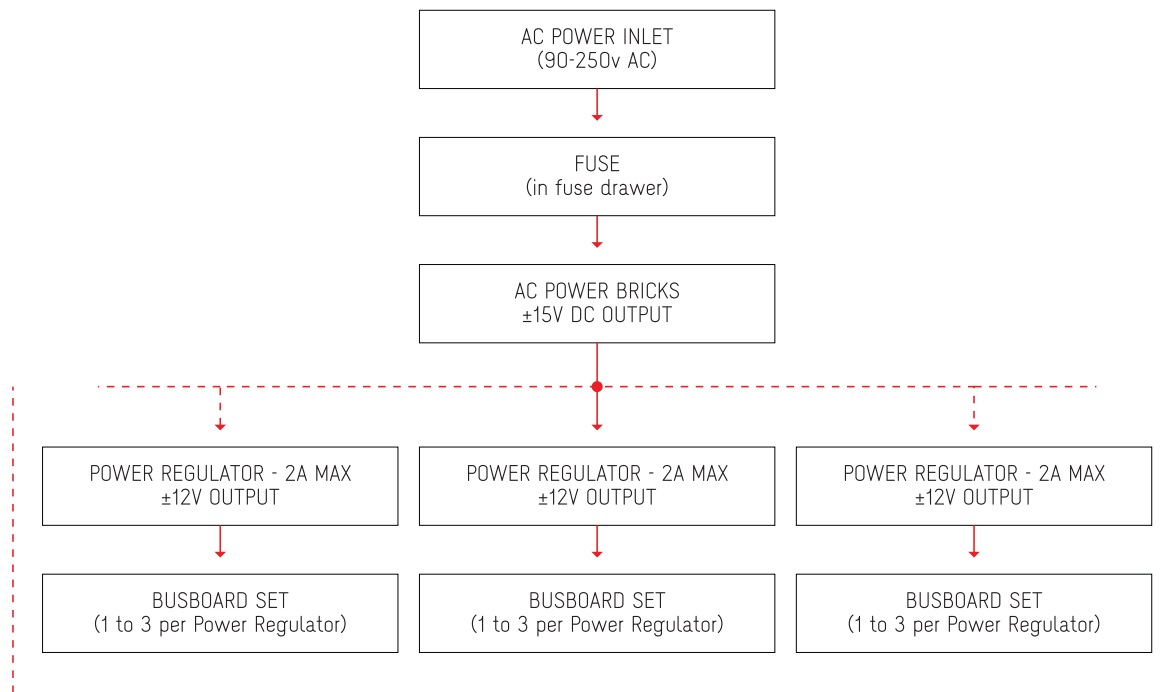 AC POWER INLET
(90-250v AC)
FUSE
(in fuse drawer)
AC POWER BRICKS
±15V DC OUTPUT
POWER REGULATOR - 2A MAX
±12V OUTPUT
POWER REGULATOR - 2A MAX
±12V OUTPUT
POWER REGULATOR - 2A MAX
±12V OUTPUT
BUSBOARD SET
(1 to 3 per Power Regulator)
BUSBOARD SET
(1 to 3 per Power Regulator)
BUSBOARD SET
(1 to 3 per Power Regulator)